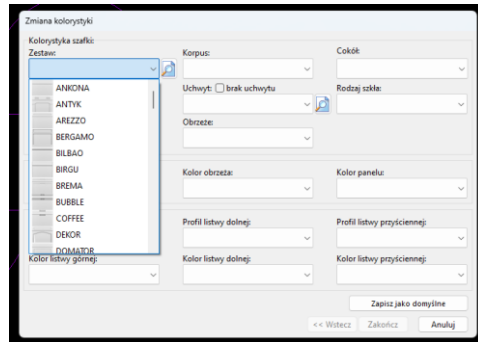 Zmiana kolorystyki
Kolorystyka szafki:
Zestaw:
Korpus:
Cokół:
ANKONA
ANTYK
AREZZO
BERGAMO
BILBAO
BIRGU
BREMA
BUBBLE
COFFEE
DEKOR
DOMATOR
Uchwyt: brak uchwytu
Rodzaj szkła:
Obrzeże:
Kolor obrzeża:
Kolor panelu:
Profil listwy dolnej:
Profil listwy przyściennej:
Kolor listwy górnej:
Kolor listwy dolnej:
Kolor listwy przyściennej:
Zapisz jako domyślne
<< Wstecz
Zakończ
Anuluj